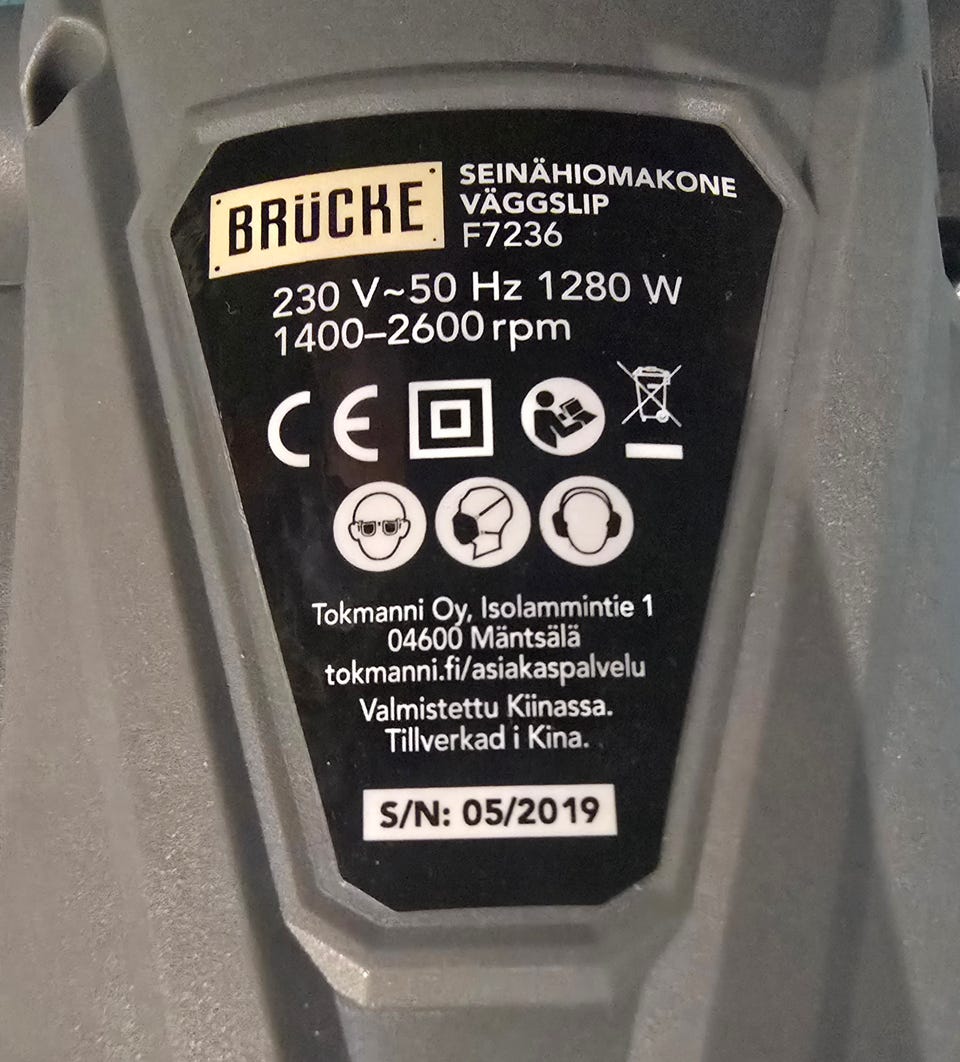 BRÜCKE
SEINÄHIOMAKONE
VÄGGSLIP
F7236
230 V~50 Hz 1280 W
1400–2600 rpm
CE
Tokmanni Oy, Isolammintie 1
04600 Mäntsälä
tokmanni.fi/asiakaspalvelu
Valmistettu Kiinassa.
Tillverkad i Kina.
S/N: 05/2019